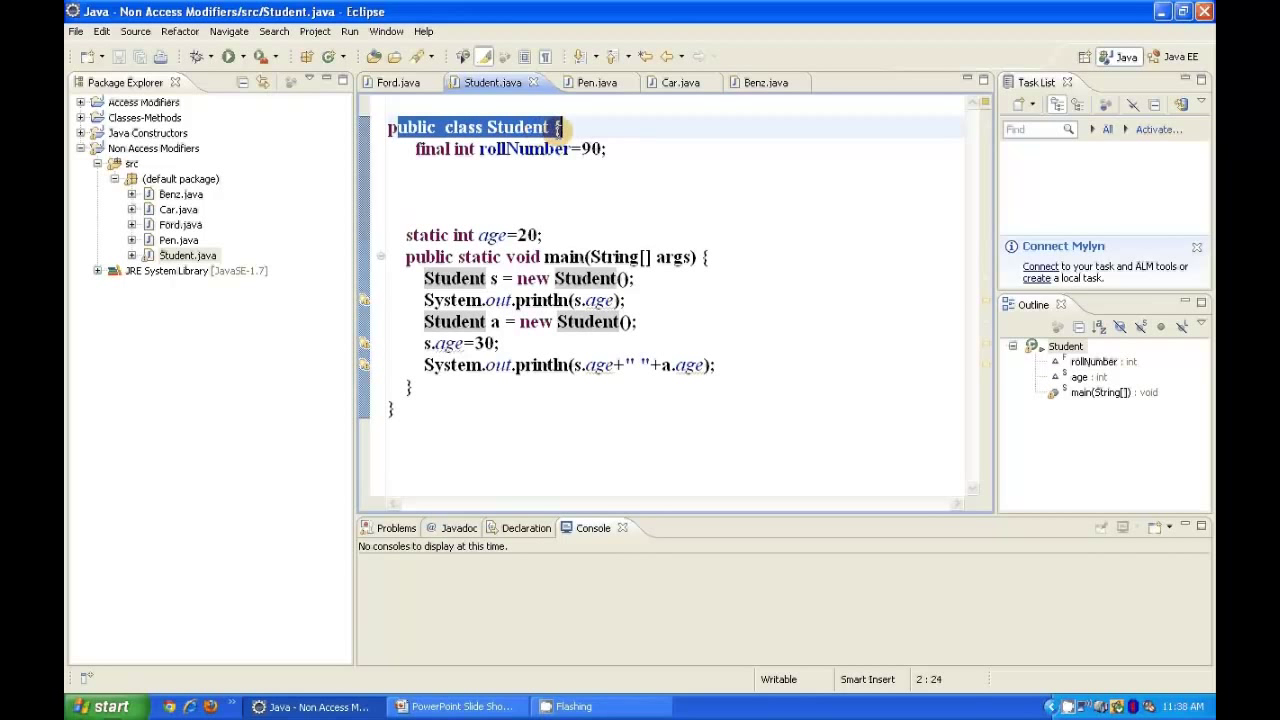 Java - Non Access Modifiers/src/Student.java - Eclipse
File Edit Source Refactor Navigate Search Project Run Window Help
Java Java EE
Package Explorer
Access Modifiers
Classes-Methods
Java Constructors
Non Access Modifiers
src
(default package)
Benz.java
Car.java
Ford.java
Pen.java
Student.java
JRE System Library [JavaSE-1.7]
Ford.java Student.java Pen.java Car.java Benz.java
public class Student {
final int rollNumber=90;
static int age=20;
public static void main(String[] args) {
Student s = new Student();
System.out.println(s.age);
Student a = new Student();
s.age=30;
System.out.println(s.age+" "+a.age);
}
}
Task List
Find All Activate...
Connect Mylyn
Connect to your task and ALM tools or
create a local task.
Outline
Student
rollNumber : int
age : int
main(String[]) : void
Problems Javadoc Declaration Console
No consoles to display at this time.
Writable Smart Insert 2 : 24
start Java - Non Access M... PowerPoint Slide Sho... Flashing 11:38 AM